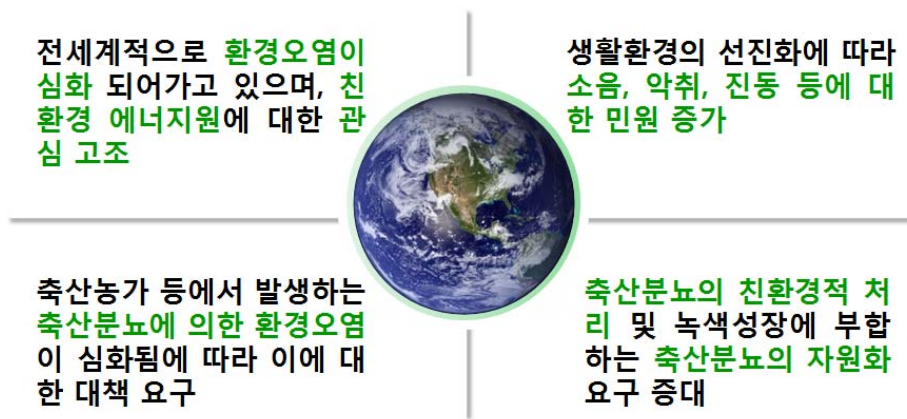 전세계적으로 환경오염이
심화 되어가고 있으며, 친
환경 에너지원에 대한 관
심 고조
생활환경의 선진화에 따라
소음, 악취, 진동 등에 대
한 민원 증가
축산농가 등에서 발생하는
축산분뇨에 의한 환경오염
이 심화됨에 따라 이에 대
한 대책 요구
축산분뇨의 친환경적 처
리 및 녹색성장에 부합
하는 축산분뇨의 자원화
요구 증대